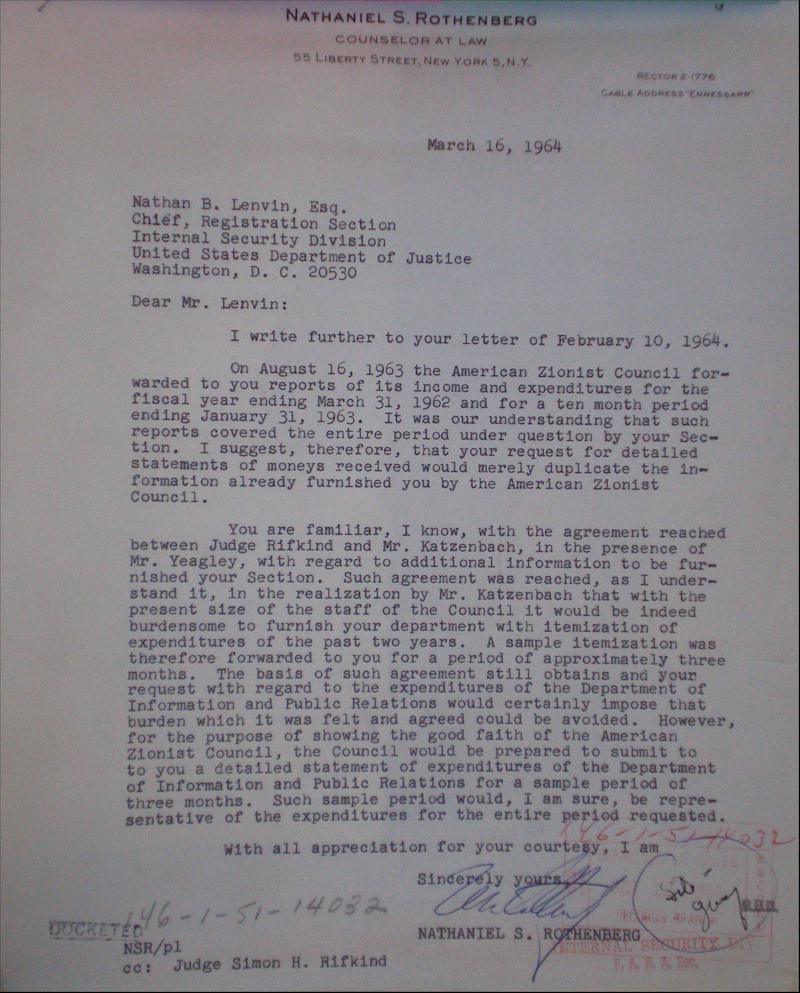 NATHANIEL S. ROTHENBERG
COUNSELOR AT LAW
55 LIBERTY STREET, NEW YORK 5, N.Y.
RECTOR 2-1776
CABLE ADDRESS "ENNESSARR"
March 16, 1964
Nathan B. Lenvin, Esq.
Chief, Registration Section
Internal Security Division
United States Department of Justice
Washington, D. C. 20530
Dear Mr. Lenvin:
I write further to your letter of February 10, 1964.
On August 16, 1963 the American Zionist Council for-
warded to you reports of its income and expenditures for the
fiscal year ending March 31, 1962 and for a ten month period
ending January 31, 1963. It was our understanding that such
reports covered the entire period under question by your Sec-
tion. I suggest, therefore, that your request for detailed
statements of moneys received would merely duplicate the in-
formation already furnished you by the American Zionist
Council.
You are familiar, I know, with the agreement reached
between Judge Rifkind and Mr. Katzenbach, in the presence of
Mr. Yeagley, with regard to additional information to be fur-
nished your Section. Such agreement was reached, as I under-
stand it, in the realization by Mr. Katzenbach that with the
present size of the staff of the Council it would be indeed
burdensome to furnish your department with itemization of
expenditures of the past two years. A sample itemization was
therefore forwarded to you for a period of approximately three
months. The basis of such agreement still obtains and your
request with regard to the expenditures of the Department of
Information and Public Relations would certainly impose that
burden which it was felt and agreed could be avoided. However,
for the purpose of showing the good faith of the American
Zionist Council, the Council would be prepared to submit to
to you a detailed statement of expenditures of the Department
of Information and Public Relations for a sample period of
three months. Such sample period would, I am sure, be repre-
sentative of the expenditures for the entire period requested.
146-1-51-14032
With all appreciation for your courtesy, I am
Sincerely yours,
146-1-51-14032
DOCKETED
NATHANIEL S. ROTHENBERG
INTERNAL SECURITY DIV
F. A. R. A. Sec.
NSR/pl
cc: Judge Simon H. Rifkind